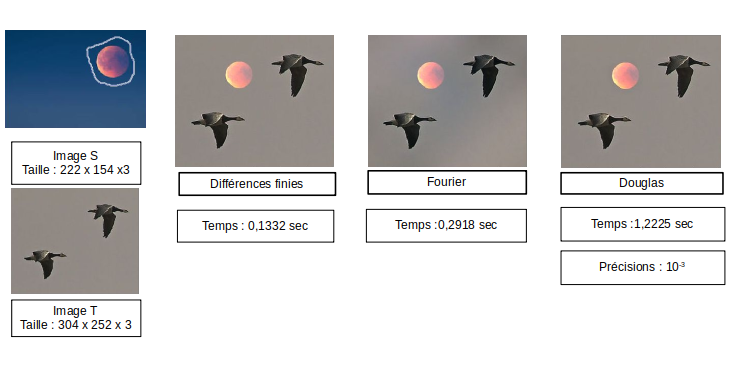 Image S
Taille : 222 x 154 x3
Image T
Taille : 304 x 252 x 3
Différences finies
Temps : 0,1332 sec
Fourier
Temps :0,2918 sec
Douglas
Temps :1,2225 sec
Précisions : 10⁻³